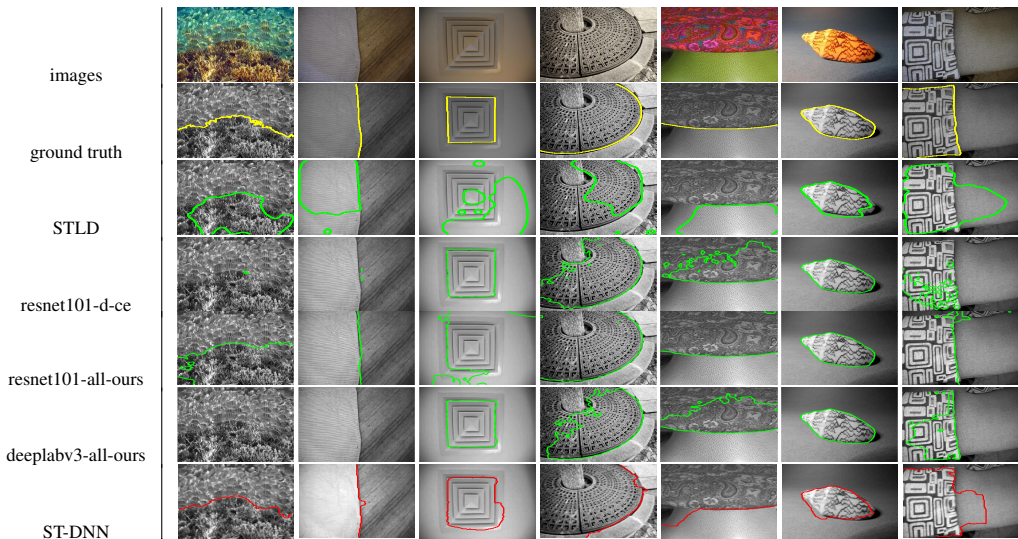 images
ground truth
STLD
resnet101-d-ce
resnet101-all-ours
deeplabv3-all-ours
ST-DNN